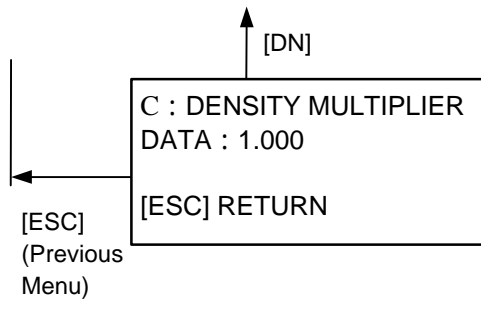 [DN]
C : DENSITY MULTIPLIER
DATA : 1.000
[ESC] RETURN
[ESC]
(Previous
Menu)